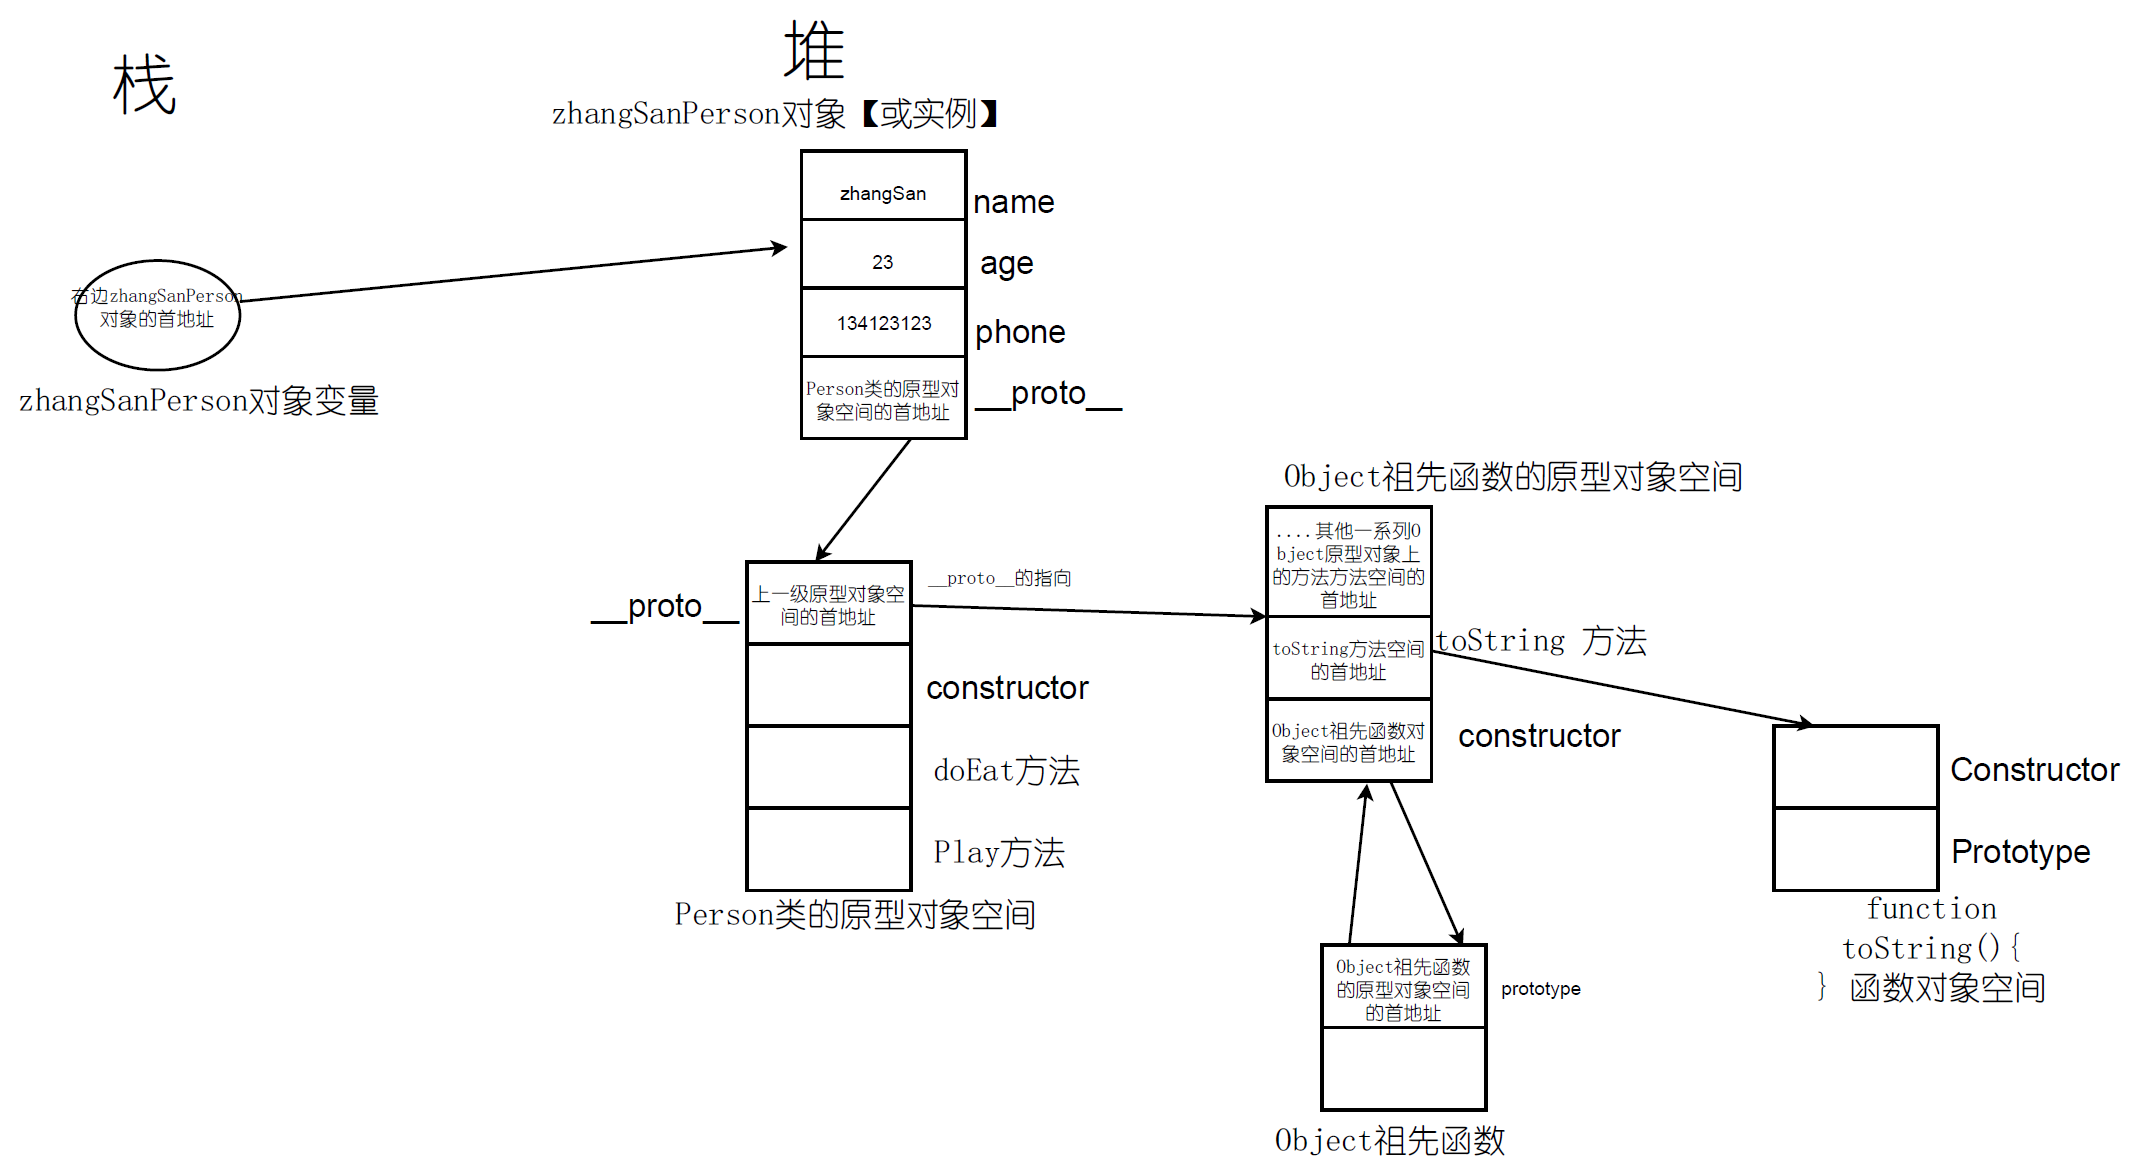 栈
堆
zhangSanPerson对象【或实例】
zhangSan
name
23
age
134123123
phone
Person类的原型对
象空间的首地址
__proto__
右边zhangSanPerson
对象的首地址
zhangSanPerson对象变量
__proto__
上一级原型对象空
间的首地址
__proto__的指向
constructor
doEat方法
Play方法
Person类的原型对象空间
Object祖先函数的原型对象空间
....其他一系列O
bject原型对象上
的方法方法空间的
首地址
toString方法空间
的首地址
toString 方法
Object祖先函数对
象空间的首地址
constructor
Constructor
Prototype
function
toString(){
} 函数对象空间
Object祖先函数
的原型对象空间
的首地址
prototype
Object祖先函数